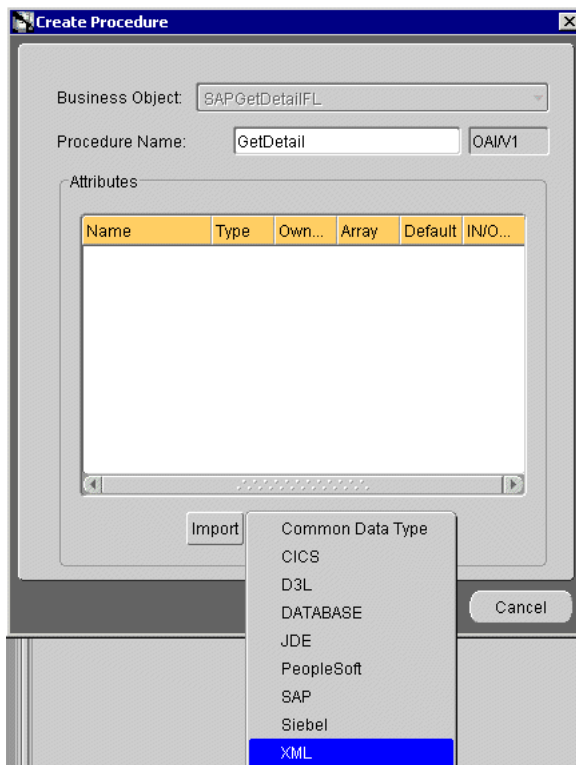 Create Procedure
Business Object: SAPGetDetailFL
Procedure Name: GetDetail OAI/V1
Attributes
Name Type Own... Array Default IN/O...
Import
Common Data Type
CICS
D3L
DATABASE
JDE
PeopleSoft
SAP
Siebel
XML
Cancel